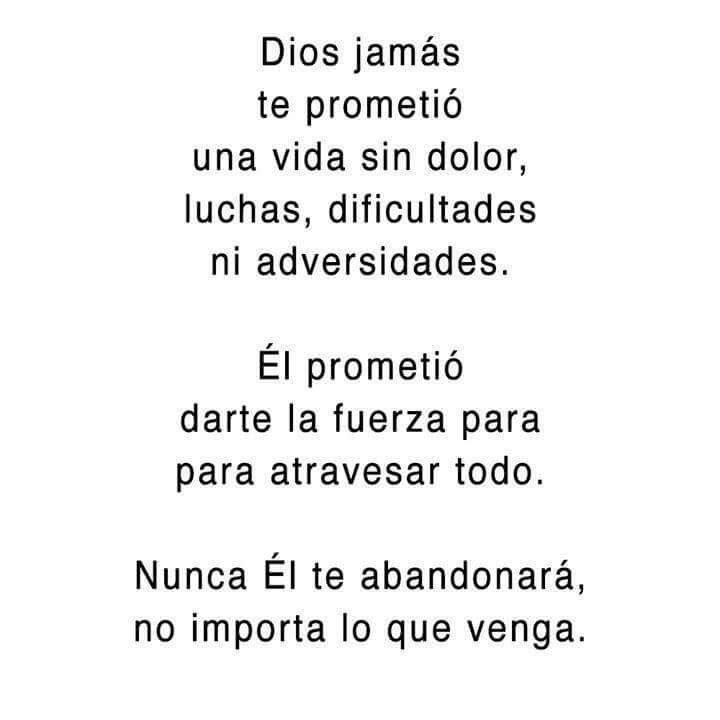 Dios jamás
te prometió
una vida sin dolor,
luchas, dificultades
ni adversidades.
Él prometió
darte la fuerza para
para atravesar todo.
Nunca Él te abandonará,
no importa lo que venga.